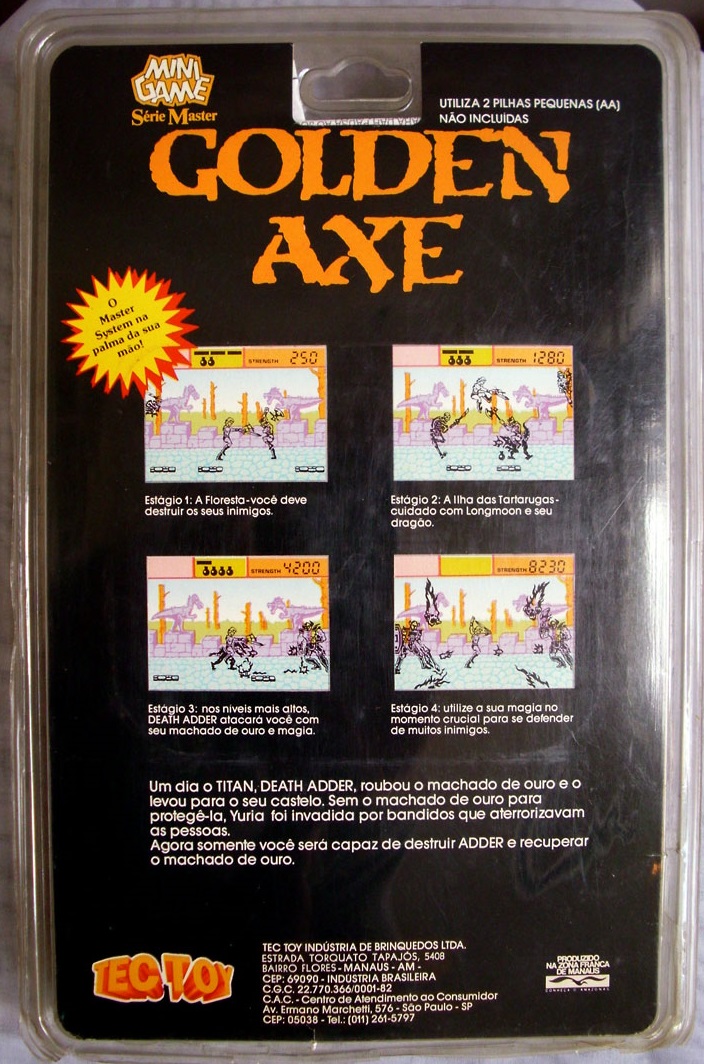 MINI
GAME
Série Master
UTILIZA 2 PILHAS PEQUENAS (AA)
NÃO INCLUÍDAS
GOLDEN
AXE
O
Master
System na
palma da sua
mão!
STRENGTH 250
STRENGTH 1280
Estágio 1: A Floresta-você deve
destruir os seus inimigos.
Estágio 2: A Ilha das Tartarugas-
cuidado com Longmoon e seu
dragão.
STRENGTH 4200
STRENGTH 8230
Estágio 3: nos niveis mais altos,
DEATH ADDER atacará você com
seu machado de ouro e magia.
Estágio 4: utilize a sua magia no
momento crucial para se defender
de muitos inimigos.
Um dia o TITAN, DEATH ADDER, roubou o machado de ouro e o
levou para o seu castelo. Sem o machado de ouro para
protegê-la, Yuria foi invadida por bandidos que aterrorizavam
as pessoas.
Agora somente você será capaz de destruir ADDER e recuperar
o machado de ouro.
TEC TOY
TEC TOY INDÚSTRIA DE BRINQUEDOS LTDA.
ESTRADA TORQUATO TAPAJÓS, 5408
BAIRRO FLORES - MANAUS - AM -
CEP: 69090 - INDÚSTRIA BRASILEIRA
C.G.C. 22.770.366/0001-82
C.A.C. - Centro de Atendimento ao Consumidor
Av. Ermano Marchetti, 576 - São Paulo - SP
CEP: 05038 - Tel.: (011) 261-5797
PRODUZIDO
NA ZONA FRANCA
DE MANAUS
CONHEÇA O AMAZONAS